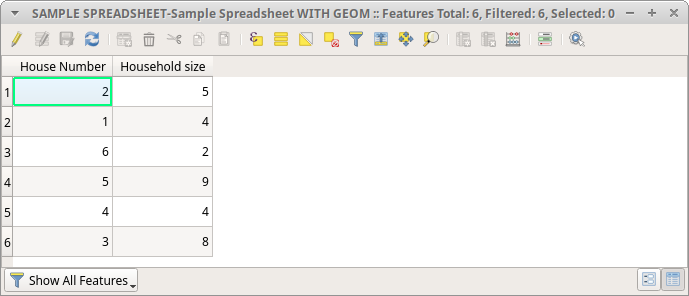 SAMPLE SPREADSHEET-Sample Spreadsheet WITH GEOM :: Features Total: 6, Filtered: 6, Selected: 0
House Number Household size
1 2 5
2 1 4
3 6 2
4 5 9
5 4 4
6 3 8
Show All Features